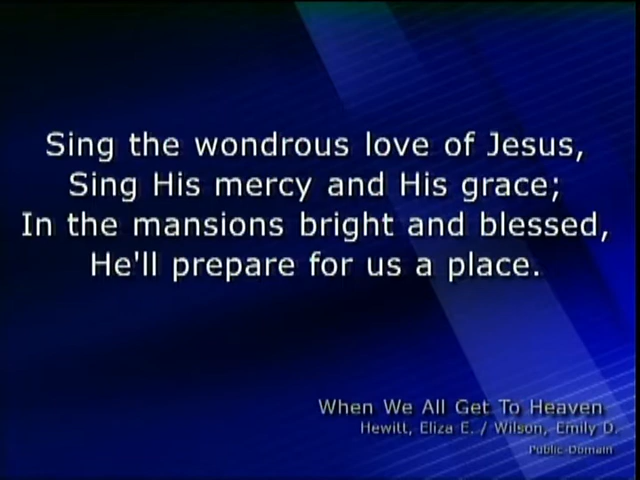 Sing the wondrous love of Jesus,
Sing His mercy and His grace;
In the mansions bright and blessed,
He'll prepare for us a place.
When We All Get To Heaven
Hewitt, Eliza E. / Wilson, Emily D.
Public Domain